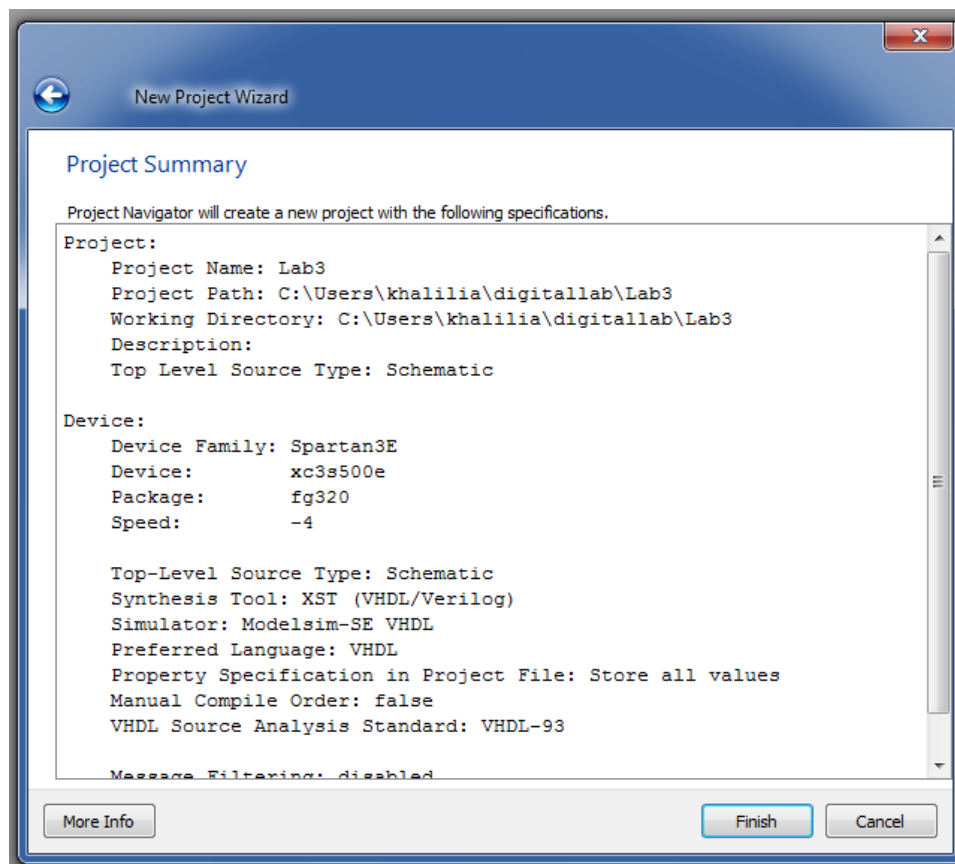 New Project Wizard
Project Summary
Project Navigator will create a new project with the following specifications.
Project:
Project Name: Lab3
Project Path: C:\Users\khalilia\digitallab\Lab3
Working Directory: C:\Users\khalilia\digitallab\Lab3
Description:
Top Level Source Type: Schematic
Device:
Device Family: Spartan3E
Device: xc3s500e
Package: fg320
Speed: -4
Top-Level Source Type: Schematic
Synthesis Tool: XST (VHDL/Verilog)
Simulator: Modelsim-SE VHDL
Preferred Language: VHDL
Property Specification in Project File: Store all values
Manual Compile Order: false
VHDL Source Analysis Standard: VHDL-93
Message Filtering: disabled
More Info
Finish
Cancel